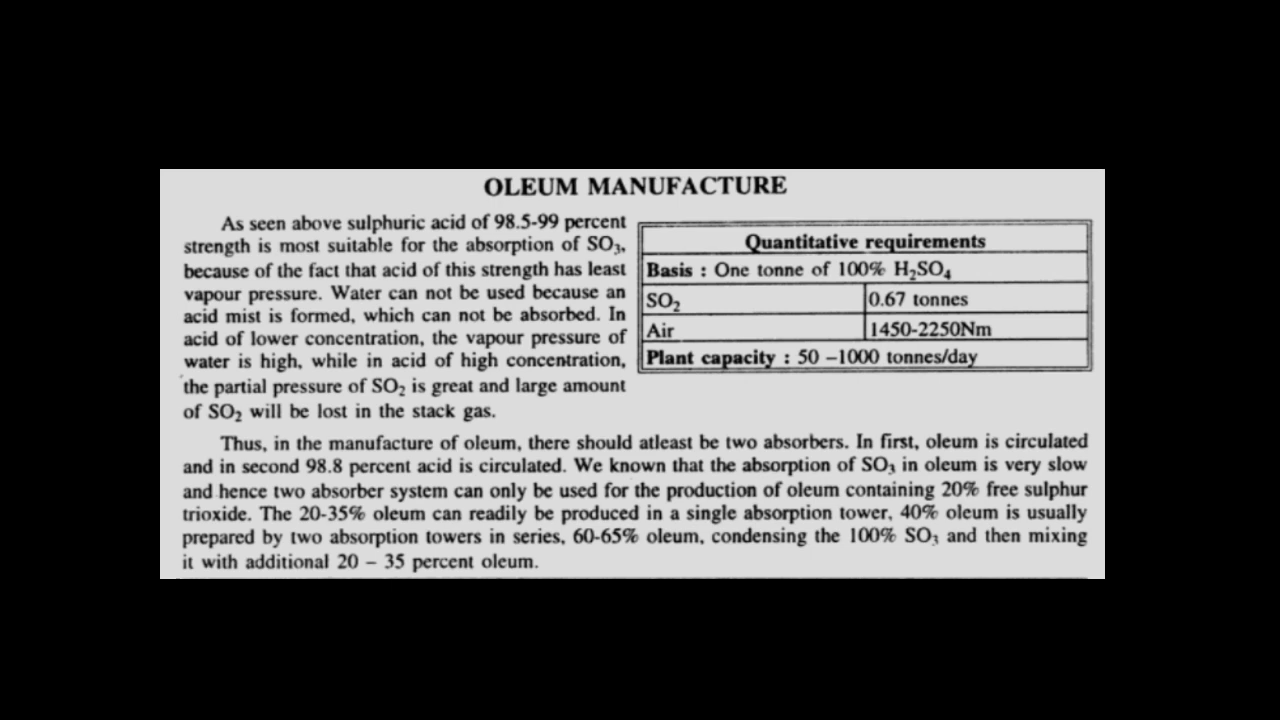 OLEUM MANUFACTURE
As seen above sulphuric acid of 98.5-99 percent
strength is most suitable for the absorption of SO₃,
because of the fact that acid of this strength has least
vapour pressure. Water can not be used because an
acid mist is formed, which can not be absorbed. In
acid of lower concentration, the vapour pressure of
water is high, while in acid of high concentration,
the partial pressure of SO₂ is great and large amount
of SO₂ will be lost in the stack gas.
Quantitative requirements
Basis : One tonne of 100% H₂SO₄
SO₂ 0.67 tonnes
Air 1450-2250Nm
Plant capacity : 50 –1000 tonnes/day
Thus, in the manufacture of oleum, there should atleast be two absorbers. In first, oleum is circulated
and in second 98.8 percent acid is circulated. We known that the absorption of SO₃ in oleum is very slow
and hence two absorber system can only be used for the production of oleum containing 20% free sulphur
trioxide. The 20-35% oleum can readily be produced in a single absorption tower, 40% oleum is usually
prepared by two absorption towers in series, 60-65% oleum, condensing the 100% SO₃ and then mixing
it with additional 20 – 35 percent oleum.